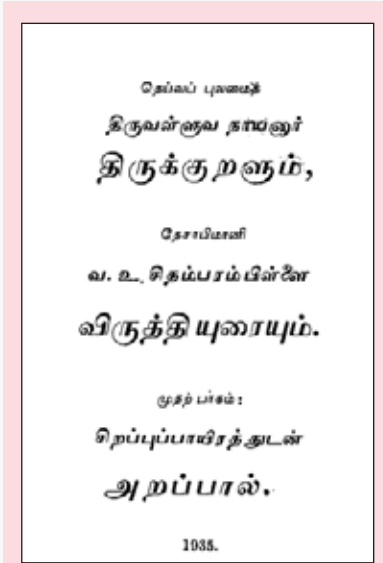 தெய்வப் புலமைத்
திருவள்ளுவ நாயனார்
திருக்குறளும்,
தேசாபிமானி
வ. உ. சிதம்பரம்பிள்ளை
விருத்தியுரையும்.
முதற் பாகம் :
சிறப்புப்பாயிரத்துடன்
அறப்பால்.
1935.